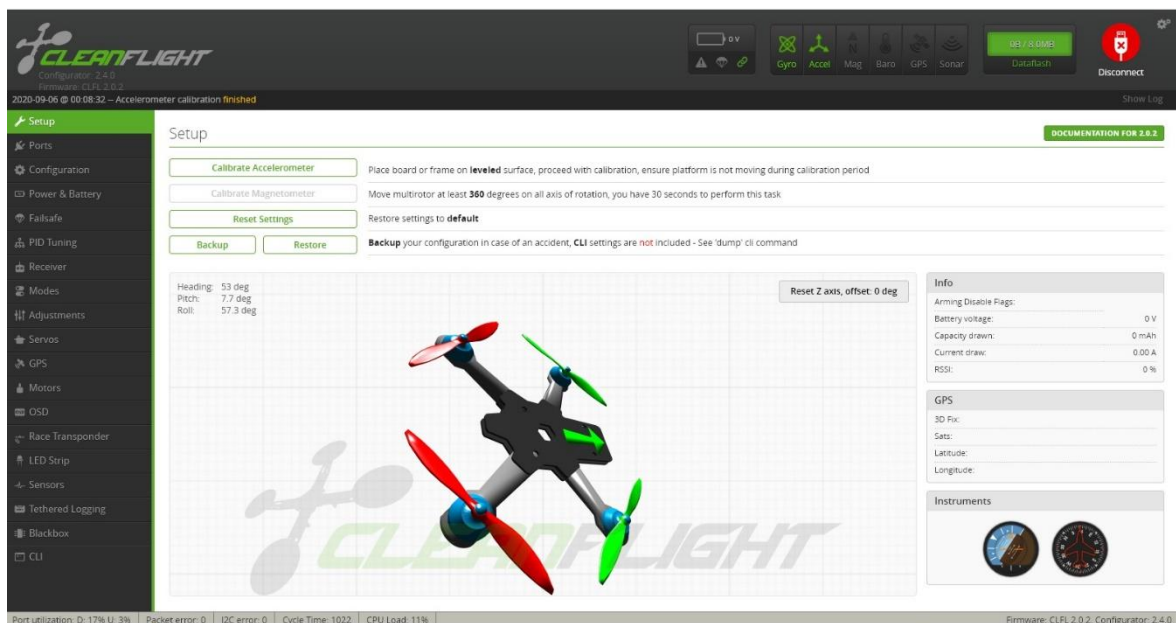 CLEANFLIGHT
Configurator: 2.4.0
Firmware: CLFL 2.0.2
0 V
Gyro
Accel
Mag
Baro
GPS
Sonar
0B / 8.0MB
Dataflash
Disconnect
2020-09-06 @ 00:08:32 -- Accelerometer calibration finished
Show Log
Setup
Ports
Configuration
Power & Battery
Failsafe
PID Tuning
Receiver
Modes
Adjustments
Servos
GPS
Motors
OSD
Race Transponder
LED Strip
Sensors
Tethered Logging
Blackbox
CLI
Setup
DOCUMENTATION FOR 2.0.2
Calibrate Accelerometer
Place board or frame on leveled surface, proceed with calibration, ensure platform is not moving during calibration period
Calibrate Magnetometer
Move multirotor at least 360 degrees on all axis of rotation, you have 30 seconds to perform this task
Reset Settings
Restore settings to default
Backup
Restore
Backup your configuration in case of an accident, CLI settings are not included - See 'dump' cli command
Heading: 53 deg
Pitch: 7.7 deg
Roll: 57.3 deg
Reset Z axis, offset: 0 deg
CLEANFLIGHT
Info
Arming Disable Flags:
Battery voltage: 0 V
Capacity drawn: 0 mAh
Current draw: 0.00 A
RSSI: 0 %
GPS
3D Fix:
Sats:
Latitude:
Longitude:
Instruments
Port utilization: D: 17% U: 3%
Packet error: 0
I2C error: 0
Cycle Time: 1022
CPU Load: 11%
Firmware: CLFL 2.0.2, Configurator: 2.4.0